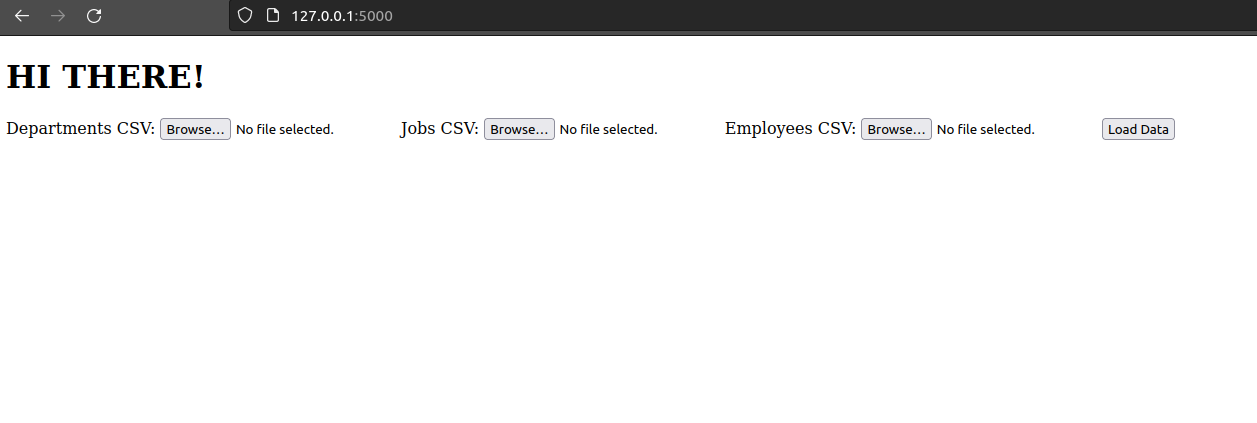 127.0.0.1:5000
HI THERE!
Departments CSV: Browse... No file selected. Jobs CSV: Browse... No file selected. Employees CSV: Browse... No file selected. Load Data